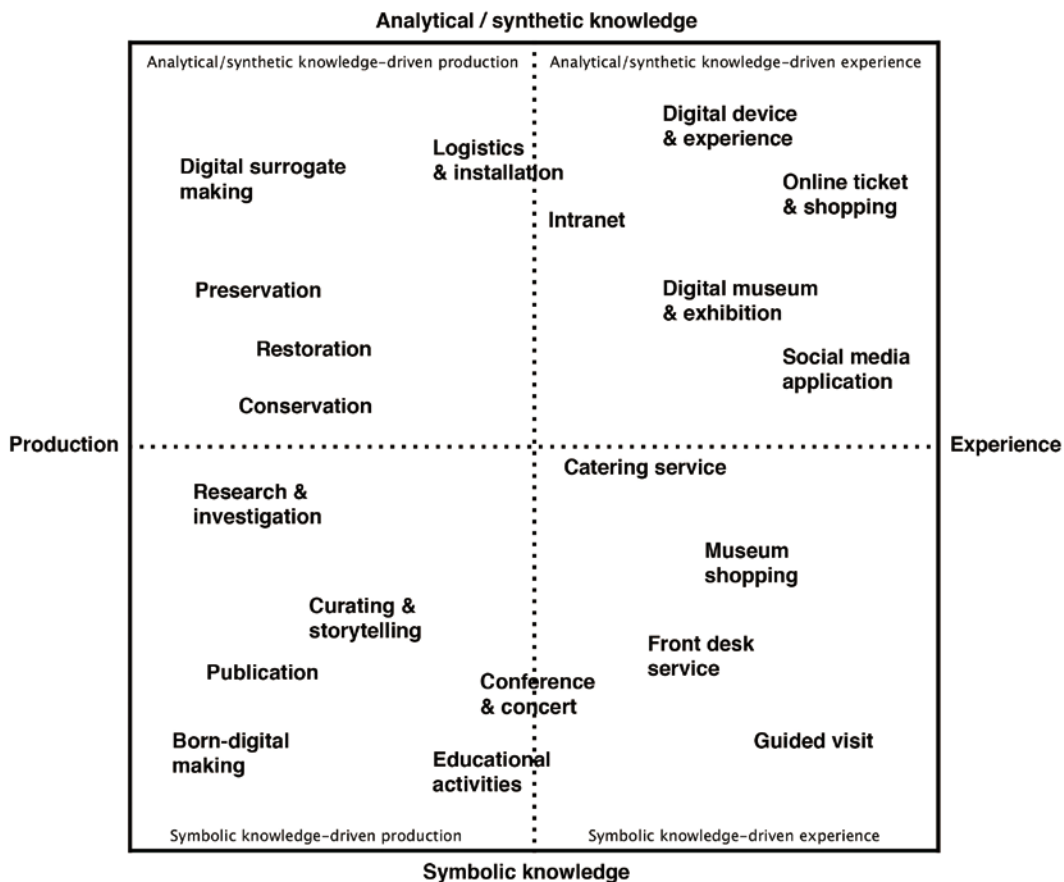 Analytical / synthetic knowledge
Analytical/synthetic knowledge-driven production
Analytical/synthetic knowledge-driven experience
Digital device
& experience
Logistics
& installation
Digital surrogate
making
Online ticket
& shopping
Intranet
Preservation
Digital museum
& exhibition
Restoration
Social media
application
Conservation
Production
Experience
Catering service
Research &
investigation
Museum
shopping
Curating &
storytelling
Front desk
service
Publication
Conference
& concert
Born-digital
making
Guided visit
Educational
activities
Symbolic knowledge-driven production
Symbolic knowledge-driven experience
Symbolic knowledge